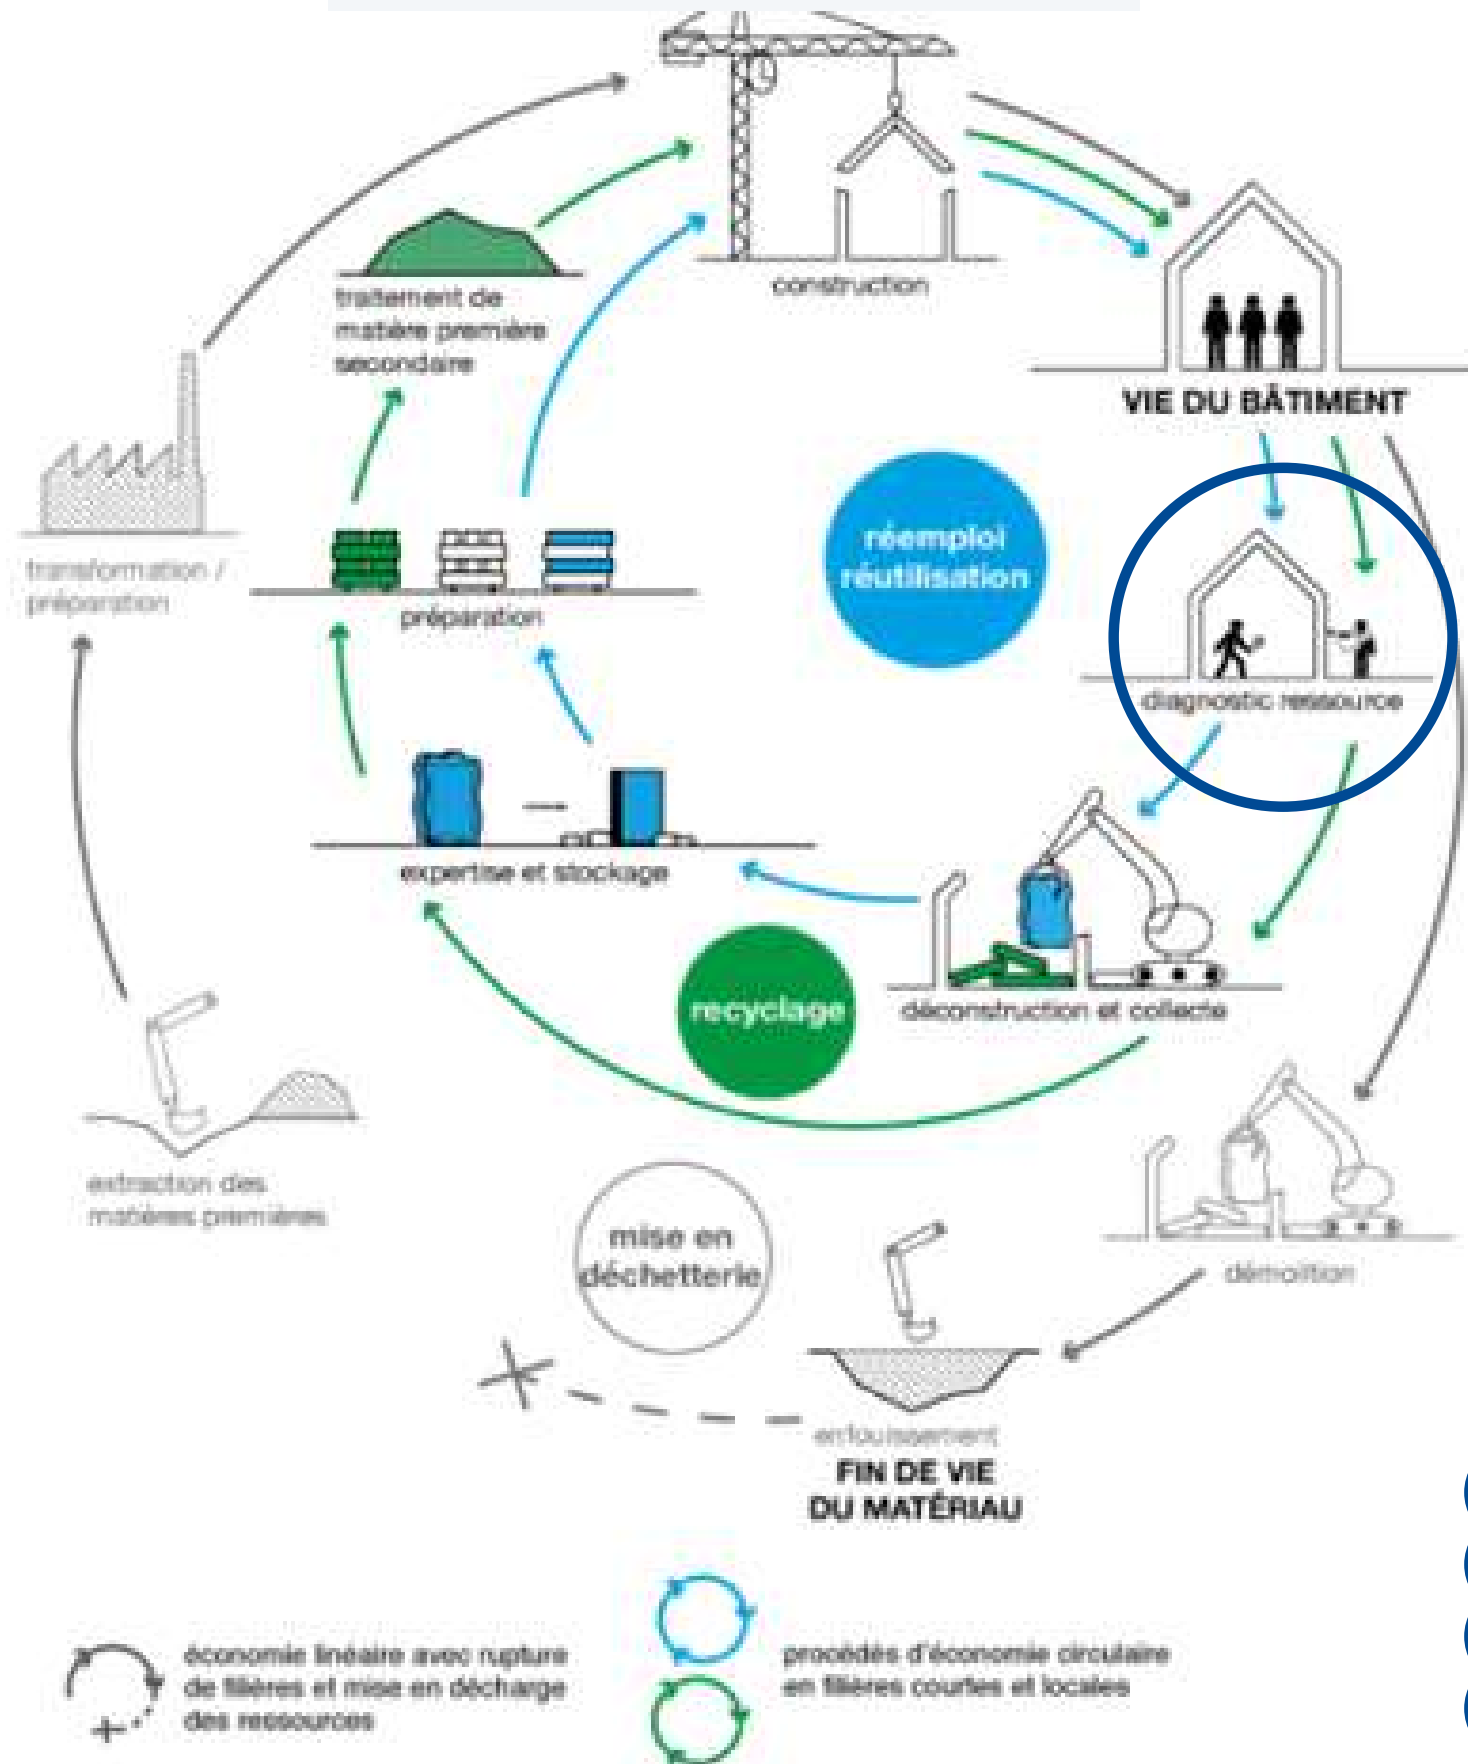 construction
traitement de
matière première
secondaire
VIE DU BÂTIMENT
réemploi
réutilisation
transformation /
préparation
préparation
diagnostic ressource
expertise et stockage
recyclage
déconstruction et collecte
extraction des
matières premières
mise en
déchetterie
démolition
enfouissement
FIN DE VIE
DU MATÉRIAU
économie linéaire avec rupture
de filières et mise en décharge
des ressources
procédés d'économie circulaire
en filières courtes et locales